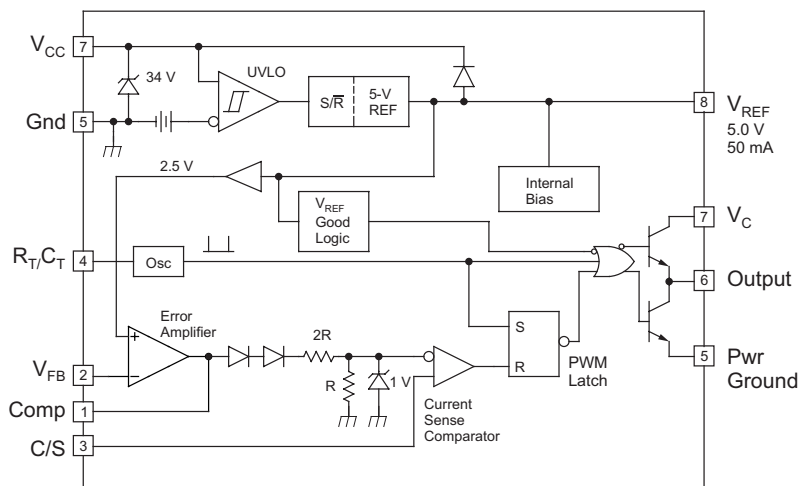 VCC
7
UVLO
34 V
S/R̅
5-V
REF
8
VREF
5.0 V
50 mA
Gnd
5
2.5 V
VREF
Good
Logic
Internal
Bias
7
VC
RT/CT
4
Osc
6
Output
Error
Amplifier
2R
S
R
PWM
Latch
5
Pwr
Ground
VFB
2
+
−
R
1 V
Current
Sense
Comparator
Comp
1
C/S
3